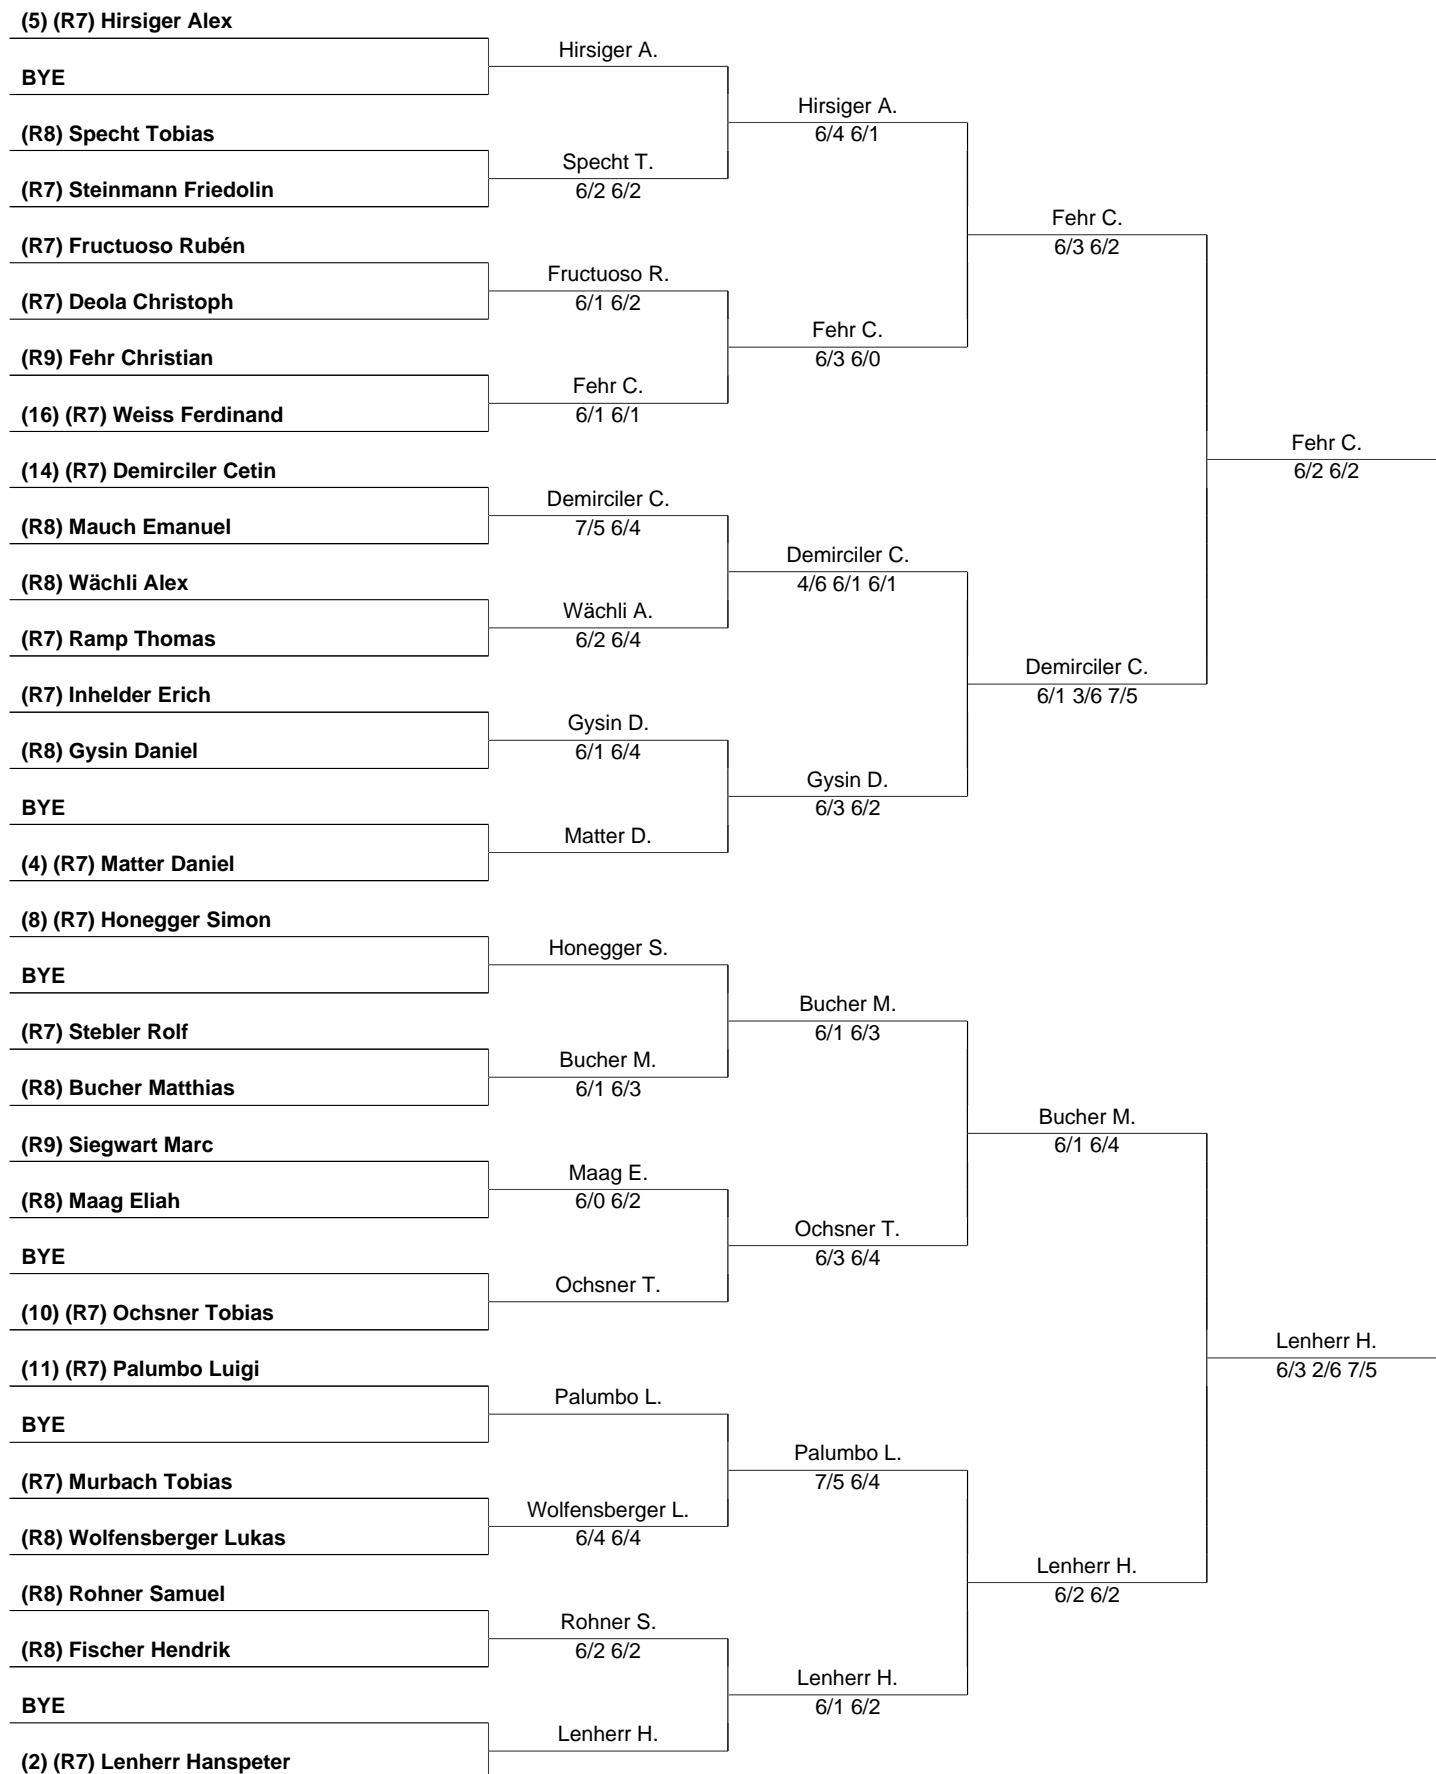 (5) (R7) Hirsiger Alex
Hirsiger A.
BYE
Hirsiger A.
6/4 6/1
(R8) Specht Tobias
Specht T.
6/2 6/2
(R7) Steinmann Friedolin
Fehr C.
6/3 6/2
(R7) Fructuoso Rubén
Fructuoso R.
6/1 6/2
(R7) Deola Christoph
Fehr C.
6/3 6/0
(R9) Fehr Christian
Fehr C.
6/1 6/1
(16) (R7) Weiss Ferdinand
Fehr C.
6/2 6/2
(14) (R7) Demirciler Cetin
Demirciler C.
7/5 6/4
(R8) Mauch Emanuel
Demirciler C.
4/6 6/1 6/1
(R8) Wächli Alex
Wächli A.
6/2 6/4
(R7) Ramp Thomas
Demirciler C.
6/1 3/6 7/5
(R7) Inhelder Erich
Gysin D.
6/1 6/4
(R8) Gysin Daniel
Gysin D.
6/3 6/2
BYE
Matter D.
(4) (R7) Matter Daniel
(8) (R7) Honegger Simon
Honegger S.
BYE
Bucher M.
6/1 6/3
(R7) Stebler Rolf
Bucher M.
6/1 6/3
(R8) Bucher Matthias
Bucher M.
6/1 6/4
(R9) Siegwart Marc
Maag E.
6/0 6/2
(R8) Maag Eliah
Ochsner T.
6/3 6/4
BYE
Ochsner T.
(10) (R7) Ochsner Tobias
Lenherr H.
6/3 2/6 7/5
(11) (R7) Palumbo Luigi
Palumbo L.
BYE
Palumbo L.
7/5 6/4
(R7) Murbach Tobias
Wolfensberger L.
6/4 6/4
(R8) Wolfensberger Lukas
Lenherr H.
6/2 6/2
(R8) Rohner Samuel
Rohner S.
6/2 6/2
(R8) Fischer Hendrik
Lenherr H.
6/1 6/2
BYE
Lenherr H.
(2) (R7) Lenherr Hanspeter